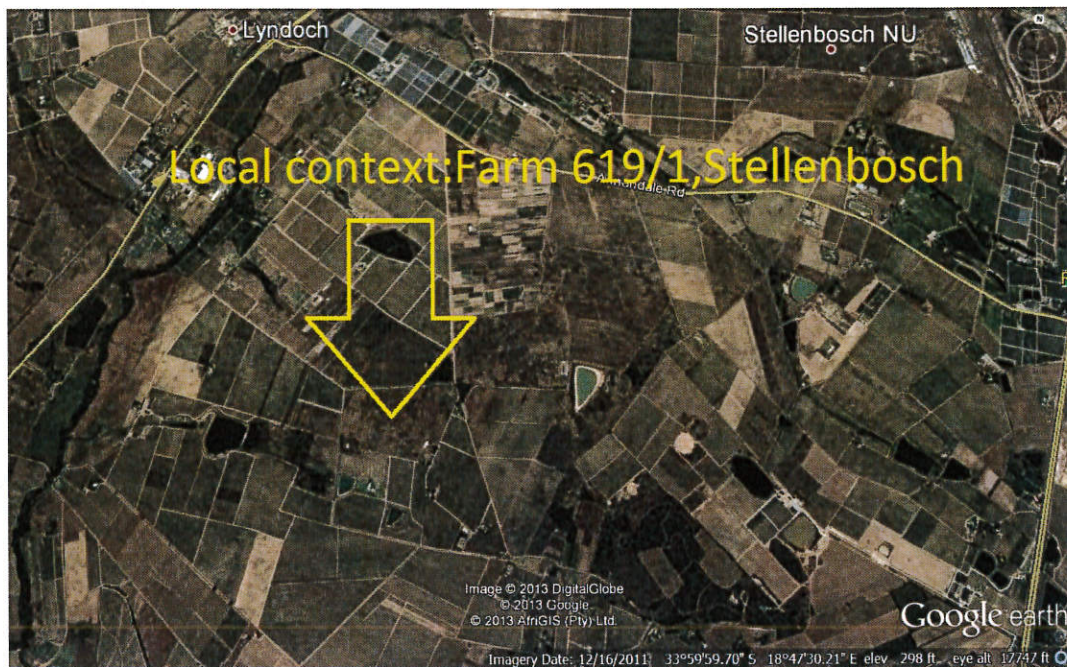 Lyndoch
Stellenbosch NU
N
Local context:Farm 619/1,Stellenbosch
Annandale Rd
Image © 2013 DigitalGlobe
© 2013 Google
© 2013 AfriGIS (Pty) Ltd.
Google earth
Imagery Date: 12/16/2011 33°59'59.70" S 18°47'30.21" E elev 298 ft eye alt 17747 ft